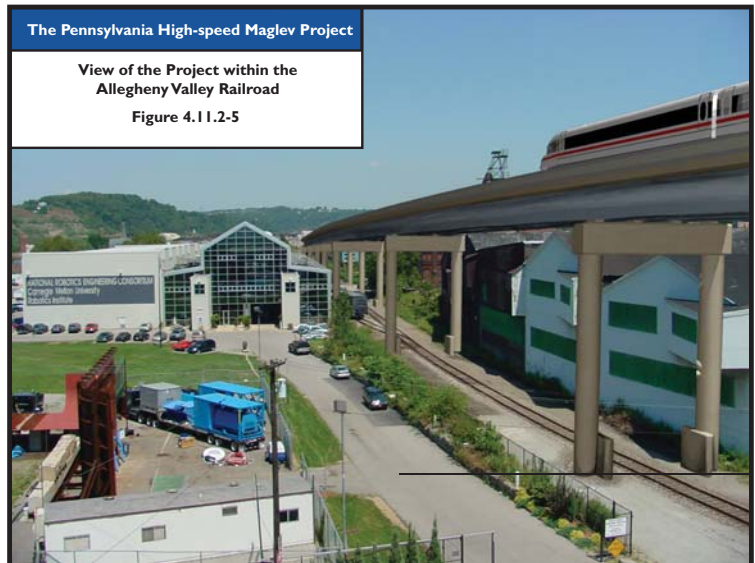 The Pennsylvania High-speed Maglev Project
View of the Project within the
Allegheny Valley Railroad
Figure 4.11.2-5
NATIONAL ROBOTICS ENGINEERING CONSORTIUM
Carnegie Mellon University
Robotics Institute